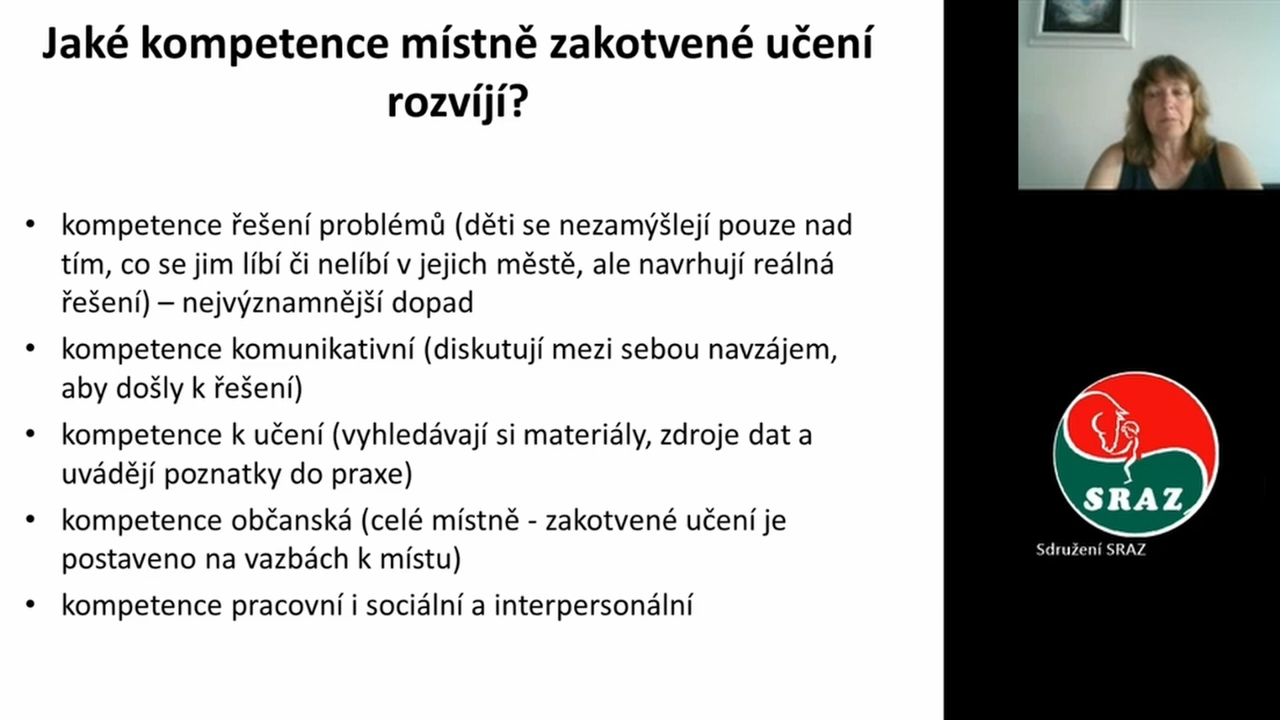 Jaké kompetence místně zakotvené učení
rozvíjí?
• kompetence řešení problémů (děti se nezamýšlejí pouze nad
tím, co se jim líbí či nelíbí v jejich městě, ale navrhují reálná
řešení) – nejvýznamnější dopad
• kompetence komunikativní (diskutují mezi sebou navzájem,
aby došly k řešení)
• kompetence k učení (vyhledávají si materiály, zdroje dat a
uvádějí poznatky do praxe)
• kompetence občanská (celé místně - zakotvené učení je
postaveno na vazbách k místu)
• kompetence pracovní i sociální a interpersonální
SRAZ
Sdružení SRAZ